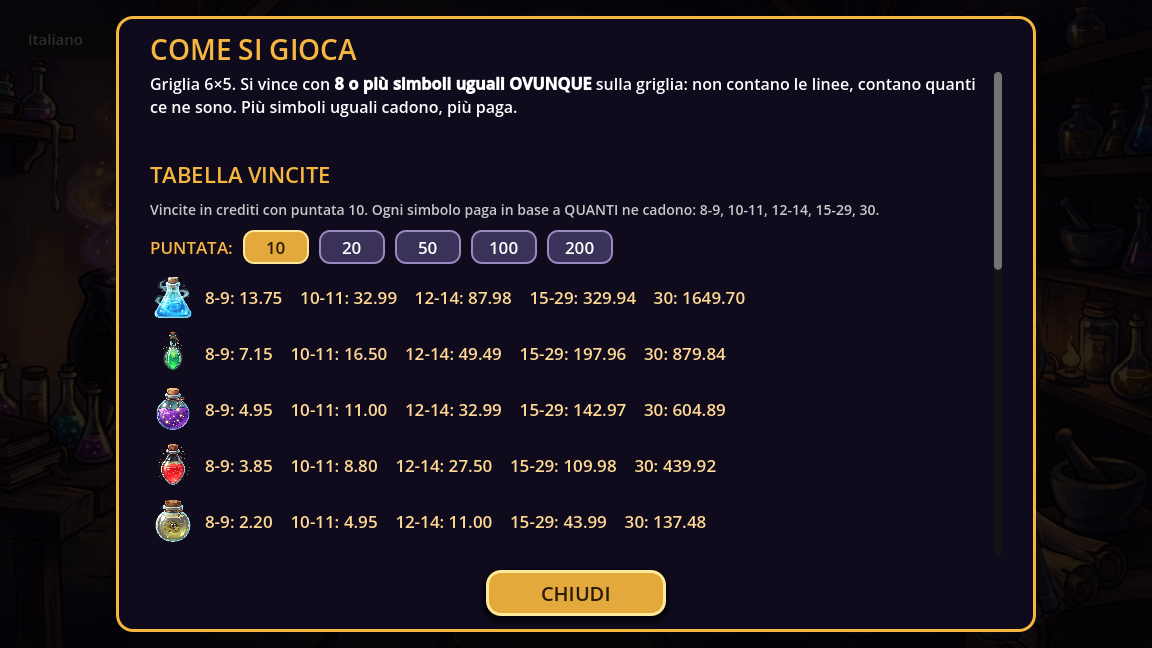 Italiano
COME SI GIOCA
Griglia 6×5. Si vince con 8 o più simboli uguali OVUNQUE sulla griglia: non contano le linee, contano quanti
ce ne sono. Più simboli uguali cadono, più paga.
TABELLA VINCITE
Vincite in crediti con puntata 10. Ogni simbolo paga in base a QUANTI ne cadono: 8-9, 10-11, 12-14, 15-29, 30.
PUNTATA: 10 20 50 100 200
8-9: 13.75 10-11: 32.99 12-14: 87.98 15-29: 329.94 30: 1649.70
8-9: 7.15 10-11: 16.50 12-14: 49.49 15-29: 197.96 30: 879.84
8-9: 4.95 10-11: 11.00 12-14: 32.99 15-29: 142.97 30: 604.89
8-9: 3.85 10-11: 8.80 12-14: 27.50 15-29: 109.98 30: 439.92
8-9: 2.20 10-11: 4.95 12-14: 11.00 15-29: 43.99 30: 137.48
CHIUDI